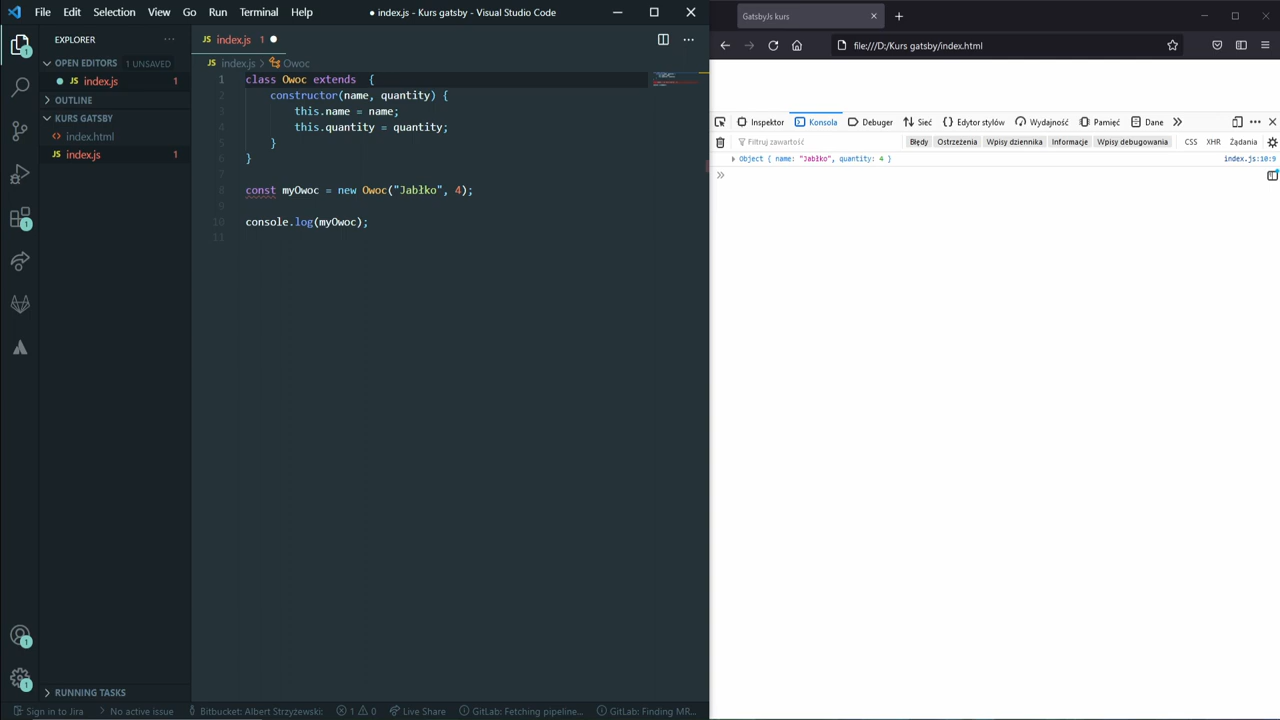 File Edit Selection View Go Run Terminal Help
● index.js - Kurs gatsby - Visual Studio Code
EXPLORER
OPEN EDITORS 1 UNSAVED
index.js 1
OUTLINE
KURS GATSBY
index.html
JS index.js 1
RUNNING TASKS
JS index.js 1
JS index.js > Owoc
1 class Owoc extends {
2 constructor(name, quantity) {
3 this.name = name;
4 this.quantity = quantity;
5 }
6 }
7
8 const myOwoc = new Owoc("Jabłko", 4);
9
10 console.log(myOwoc);
11
Sign in to Jira No active issue Bitbucket: Albert Strzyżewski: 1 0 Live Share GitLab: Fetching pipeline... GitLab: Finding MR...
GatsbyJs kurs
file:///D:/Kurs gatsby/index.html
Inspektor Konsola Debuger Sieć Edytor stylów Wydajność Pamięć Dane
Filtruj zawartość Błędy Ostrzeżenia Wpisy dziennika Informacje Wpisy debugowania CSS XHR Żądania
Object { name: "Jabłko", quantity: 4 } index.js:10:9